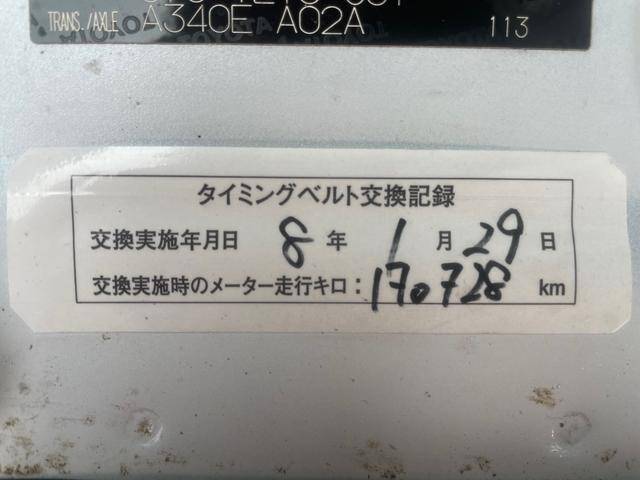 TRANS./AXLE A340E A02A 113
タイミングベルト交換記録
交換実施年月日 8 年 1 月 29 日
交換実施時のメーター走行キロ：170728 km